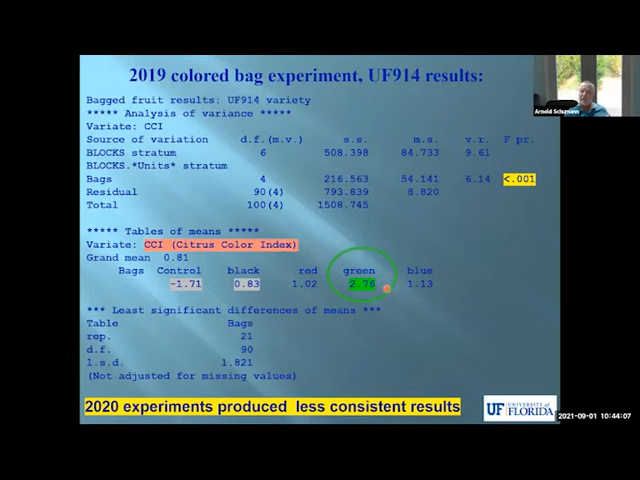 2019 colored bag experiment, UF914 results:
Arnold Schumann
Bagged fruit results: UF914 variety
***** Analysis of variance *****
Variate: CCI
Source of variation d.f.(m.v.) s.s. m.s. v.r. F pr.
BLOCKS stratum 6 508.398 84.733 9.61
BLOCKS.*Units* stratum
Bags 4 216.563 54.141 6.14 <.001
Residual 90(4) 793.839 8.820
Total 100(4) 1508.745
***** Tables of means *****
Variate: CCI (Citrus Color Index)
Grand mean 0.81
Bags Control black red green blue
-1.71 0.83 1.02 2.76 1.13
*** Least significant differences of means ***
Table Bags
rep. 21
d.f. 90
l.s.d. 1.821
(Not adjusted for missing values)
2020 experiments produced less consistent results
UF UNIVERSITY of FLORIDA
2021-09-01 10:44:07